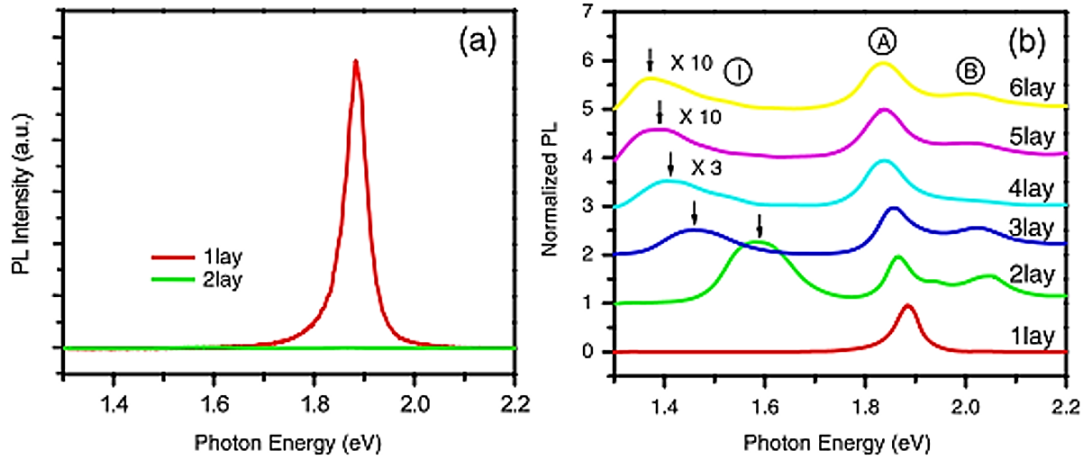 (a)
PL Intensity (a.u.)
1lay
2lay
1.4 1.6 1.8 2.0 2.2
Photon Energy (eV)
(b)
Normalized PL
7
6
5
4
3
2
1
0
X 10
I
A
B
6lay
X 10
5lay
X 3
4lay
3lay
2lay
1lay
1.4 1.6 1.8 2.0 2.2
Photon Energy (eV)